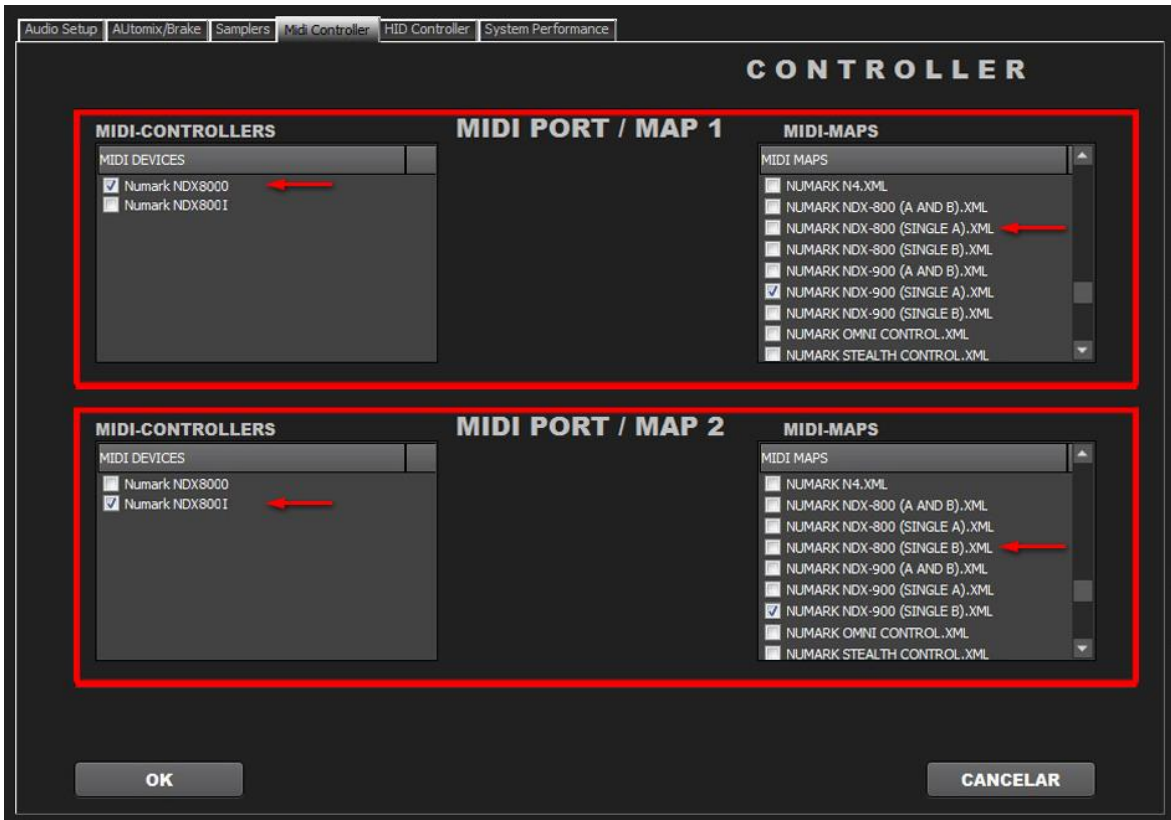 Audio Setup AUtomix/Brake Samplers Midi Controller HID Controller System Performance
CONTROLLER
MIDI-CONTROLLERS MIDI PORT / MAP 1 MIDI-MAPS
MIDI DEVICES
Numark NDX8000
Numark NDX800I
MIDI MAPS
NUMARK N4.XML
NUMARK NDX-800 (A AND B).XML
NUMARK NDX-800 (SINGLE A).XML
NUMARK NDX-800 (SINGLE B).XML
NUMARK NDX-900 (A AND B).XML
NUMARK NDX-900 (SINGLE A).XML
NUMARK NDX-900 (SINGLE B).XML
NUMARK OMNI CONTROL.XML
NUMARK STEALTH CONTROL.XML
MIDI-CONTROLLERS MIDI PORT / MAP 2 MIDI-MAPS
MIDI DEVICES
Numark NDX8000
Numark NDX800I
MIDI MAPS
NUMARK N4.XML
NUMARK NDX-800 (A AND B).XML
NUMARK NDX-800 (SINGLE A).XML
NUMARK NDX-800 (SINGLE B).XML
NUMARK NDX-900 (A AND B).XML
NUMARK NDX-900 (SINGLE A).XML
NUMARK NDX-900 (SINGLE B).XML
NUMARK OMNI CONTROL.XML
NUMARK STEALTH CONTROL.XML
OK CANCELAR